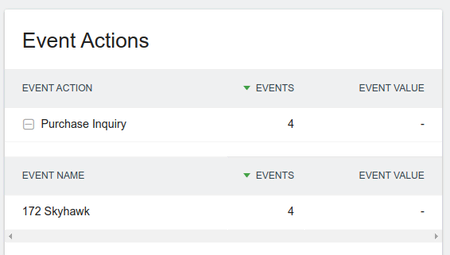 Event Actions
EVENT ACTION EVENTS EVENT VALUE
Purchase Inquiry 4 -
EVENT NAME EVENTS EVENT VALUE
172 Skyhawk 4 -